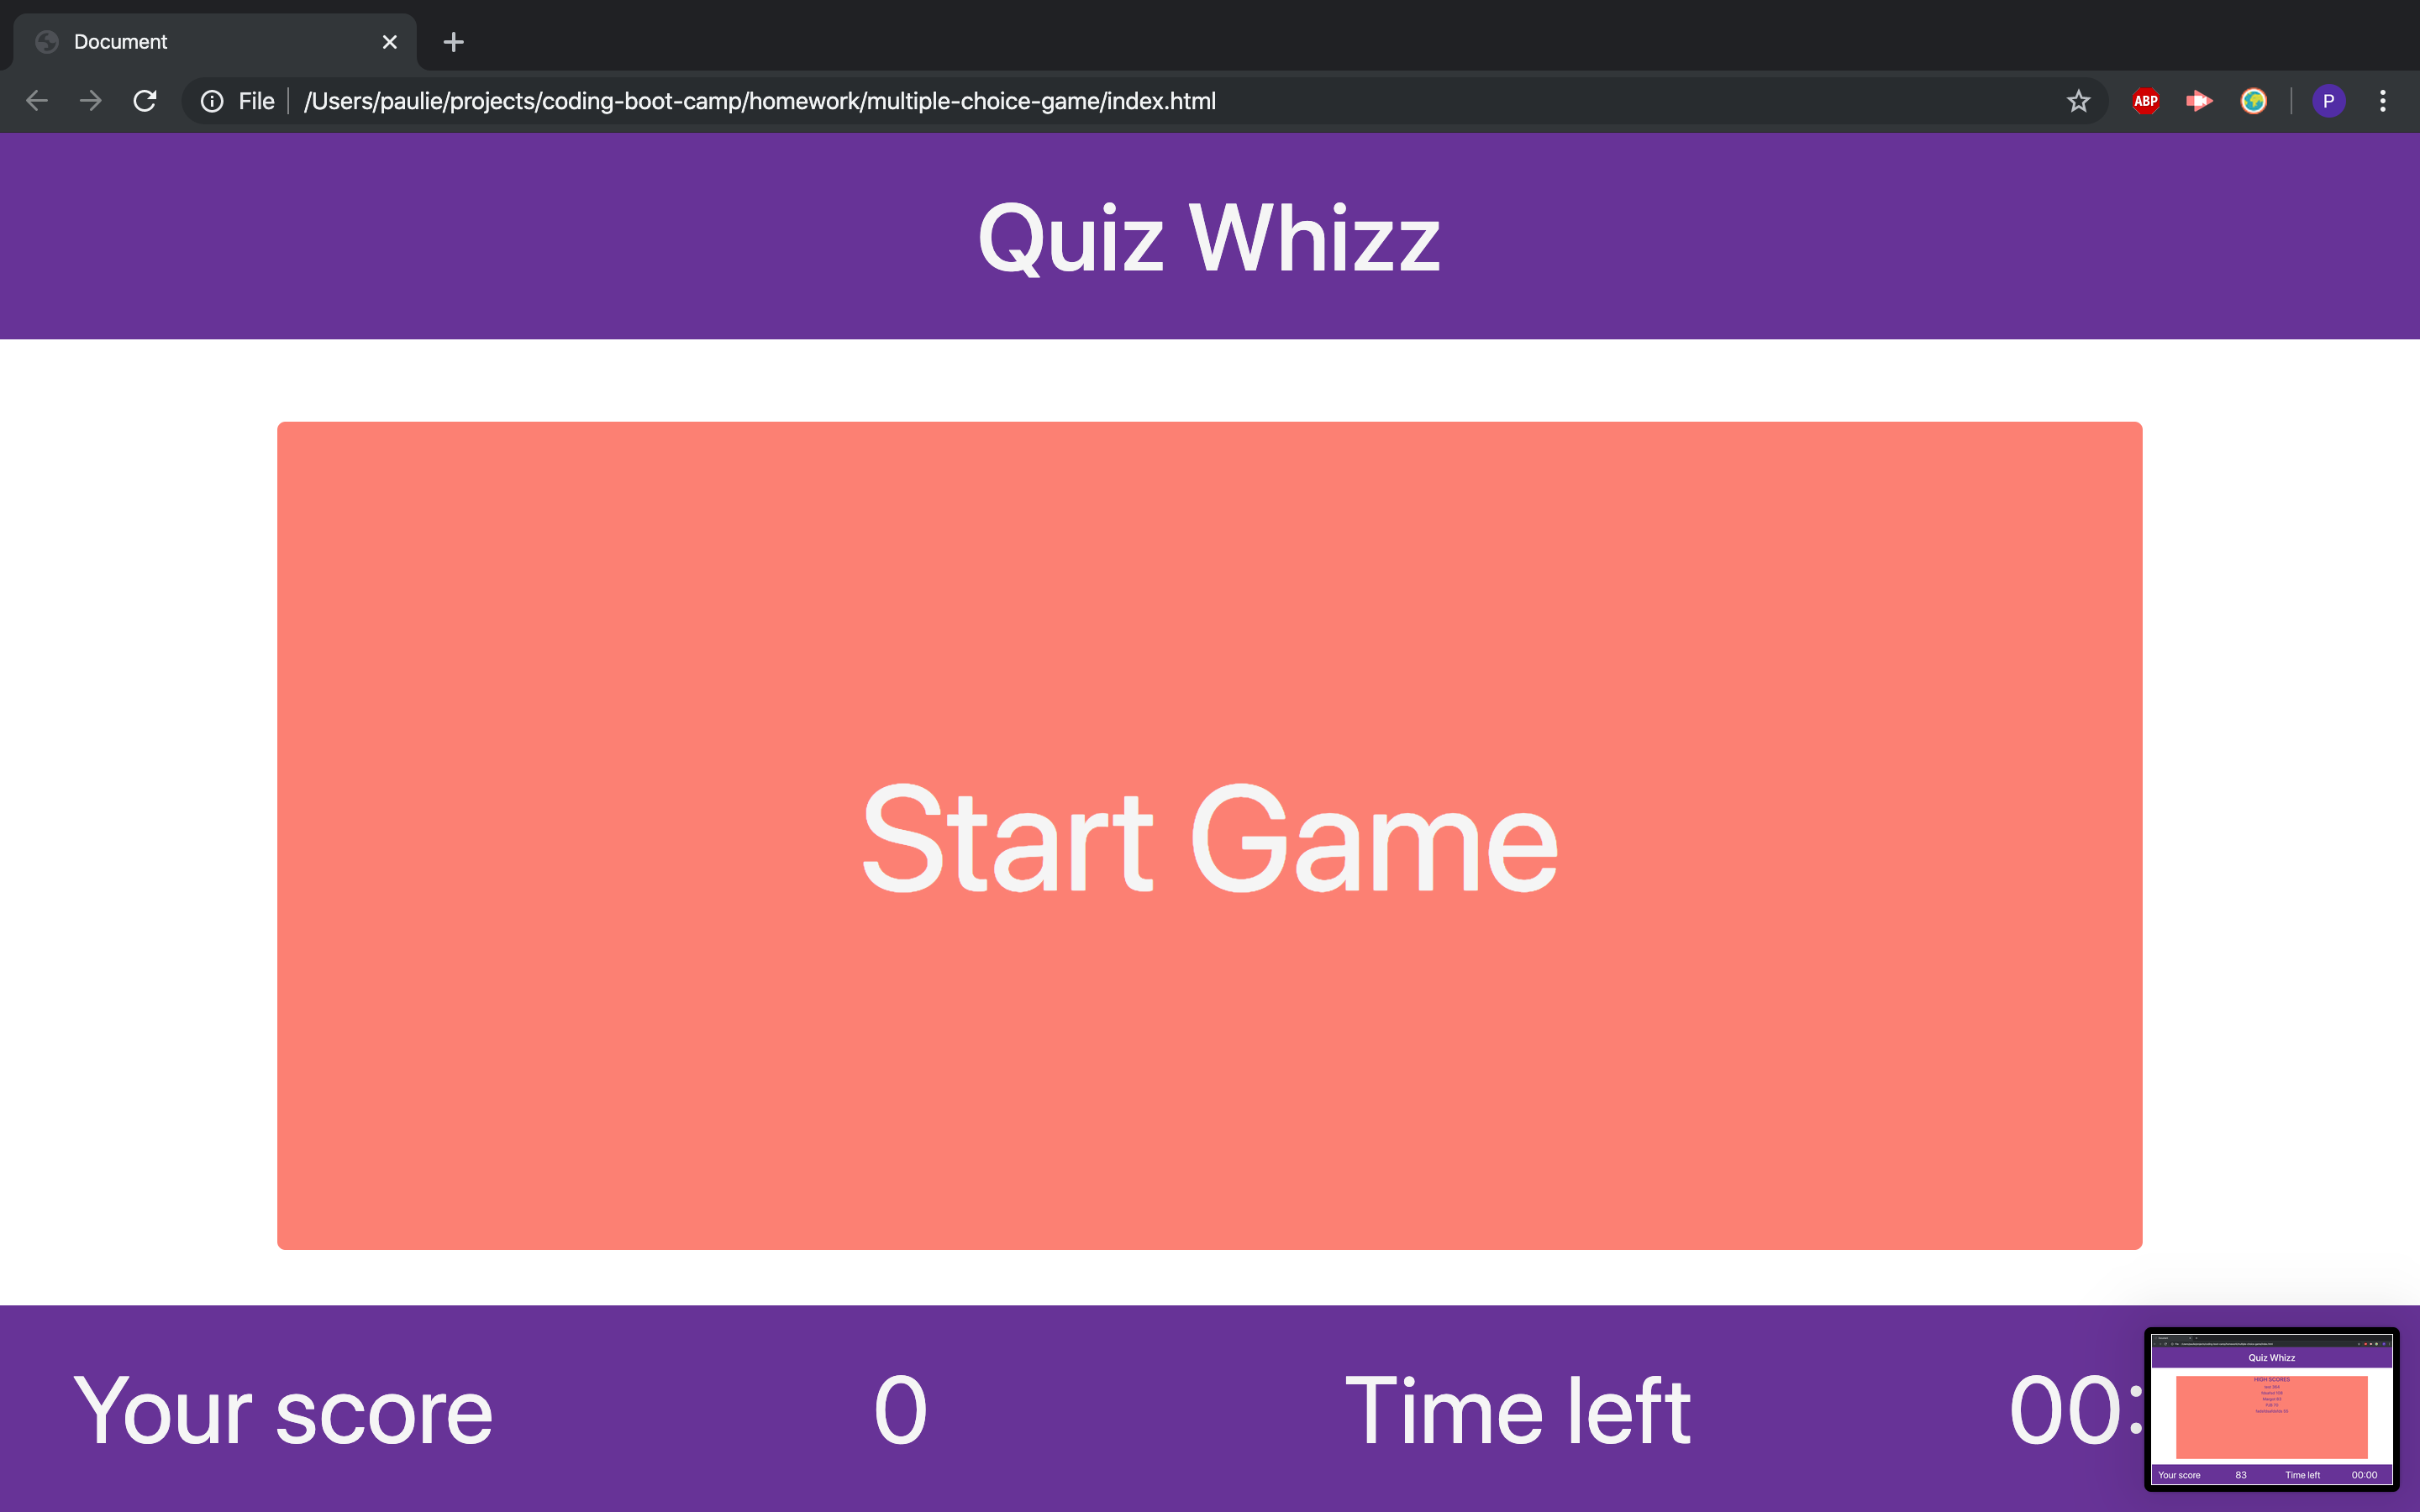 Document
File /Users/paulie/projects/coding-boot-camp/homework/multiple-choice-game/index.html
ABP
P
Quiz Whizz
Start Game
Your score 0 Time left 00:
Quiz Whizz
HIGH SCORES
Your score 83 Time left 00:00